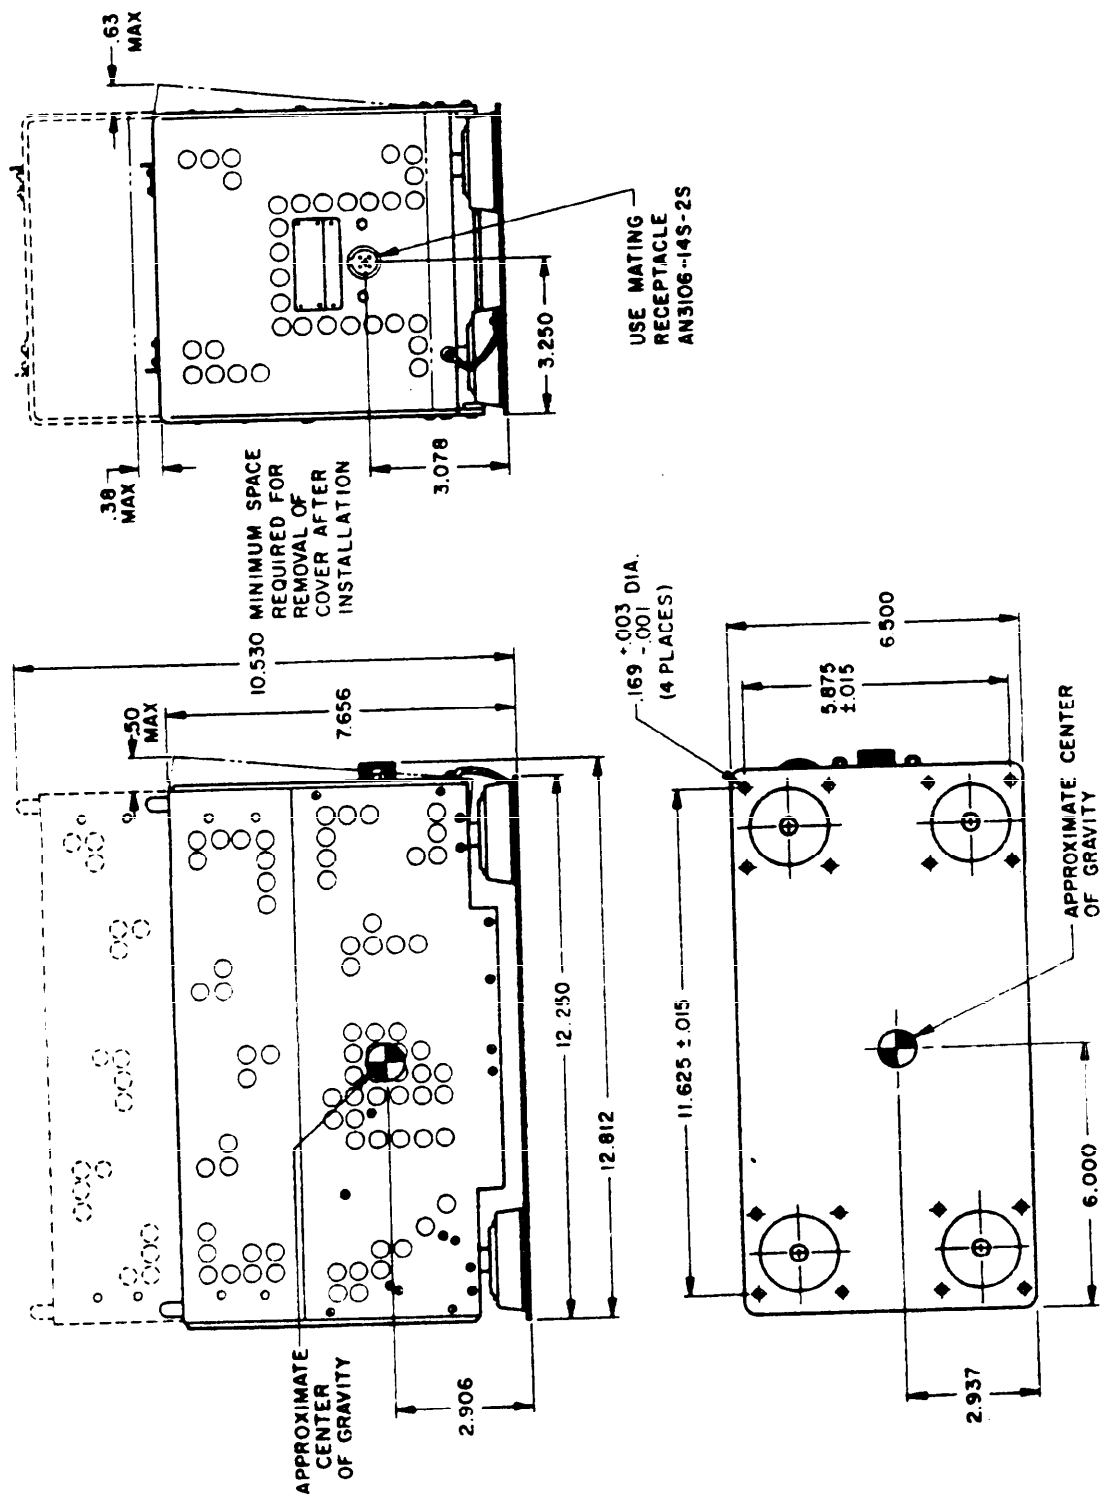 .63
MAX
.38
MAX
USE MATING
RECEPTACLE
AN3106-14S-2S
3.250
3.078
10.530 MINIMUM SPACE
REQUIRED FOR
REMOVAL OF
COVER AFTER
INSTALLATION
.50
MAX
7.656
12.250
12.812
APPROXIMATE
CENTER
OF GRAVITY
2.906
.169 +.003 DIA.
-.001
(4 PLACES)
6.500
5.875
±.015
11.625 ±.015
APPROXIMATE CENTER
OF GRAVITY
6.000
2.937